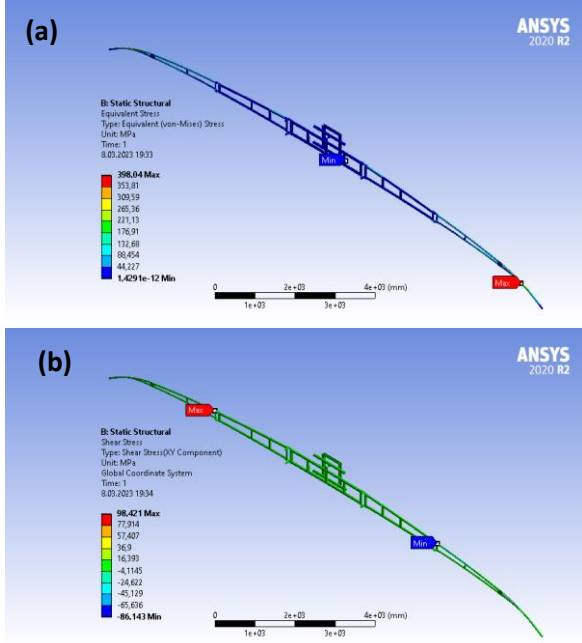 (a)
ANSYS
2020 R2
B: Static Structural
Equivalent Stress
Type: Equivalent (von-Mises) Stress
Unit: MPa
Time: 1
8.03.2023 19:33
398,04 Max
353,81
309,59
265,36
221,13
176,91
132,68
88,454
44,227
1,4291e-12 Min
Min
Max
0 2e+03 4e+03 (mm)
1e+03 3e+03
(b)
ANSYS
2020 R2
B: Static Structural
Shear Stress
Type: Shear Stress(XY Component)
Unit: MPa
Global Coordinate System
Time: 1
8.03.2023 19:34
98,421 Max
77,914
57,407
36,9
16,393
-4,1145
-24,622
-45,129
-65,636
-86,143 Min
Max
Min
0 2e+03 4e+03 (mm)
1e+03 3e+03